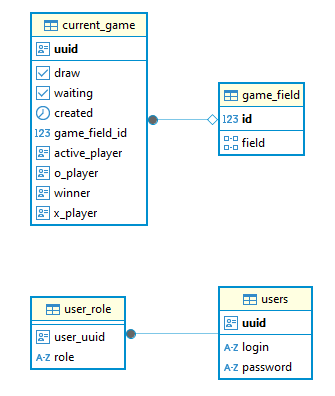 current_game
uuid
draw
waiting
created
123 game_field_id
active_player
o_player
winner
x_player
game_field
123 id
field
user_role
user_uuid
A-Z role
users
uuid
A-Z login
A-Z password